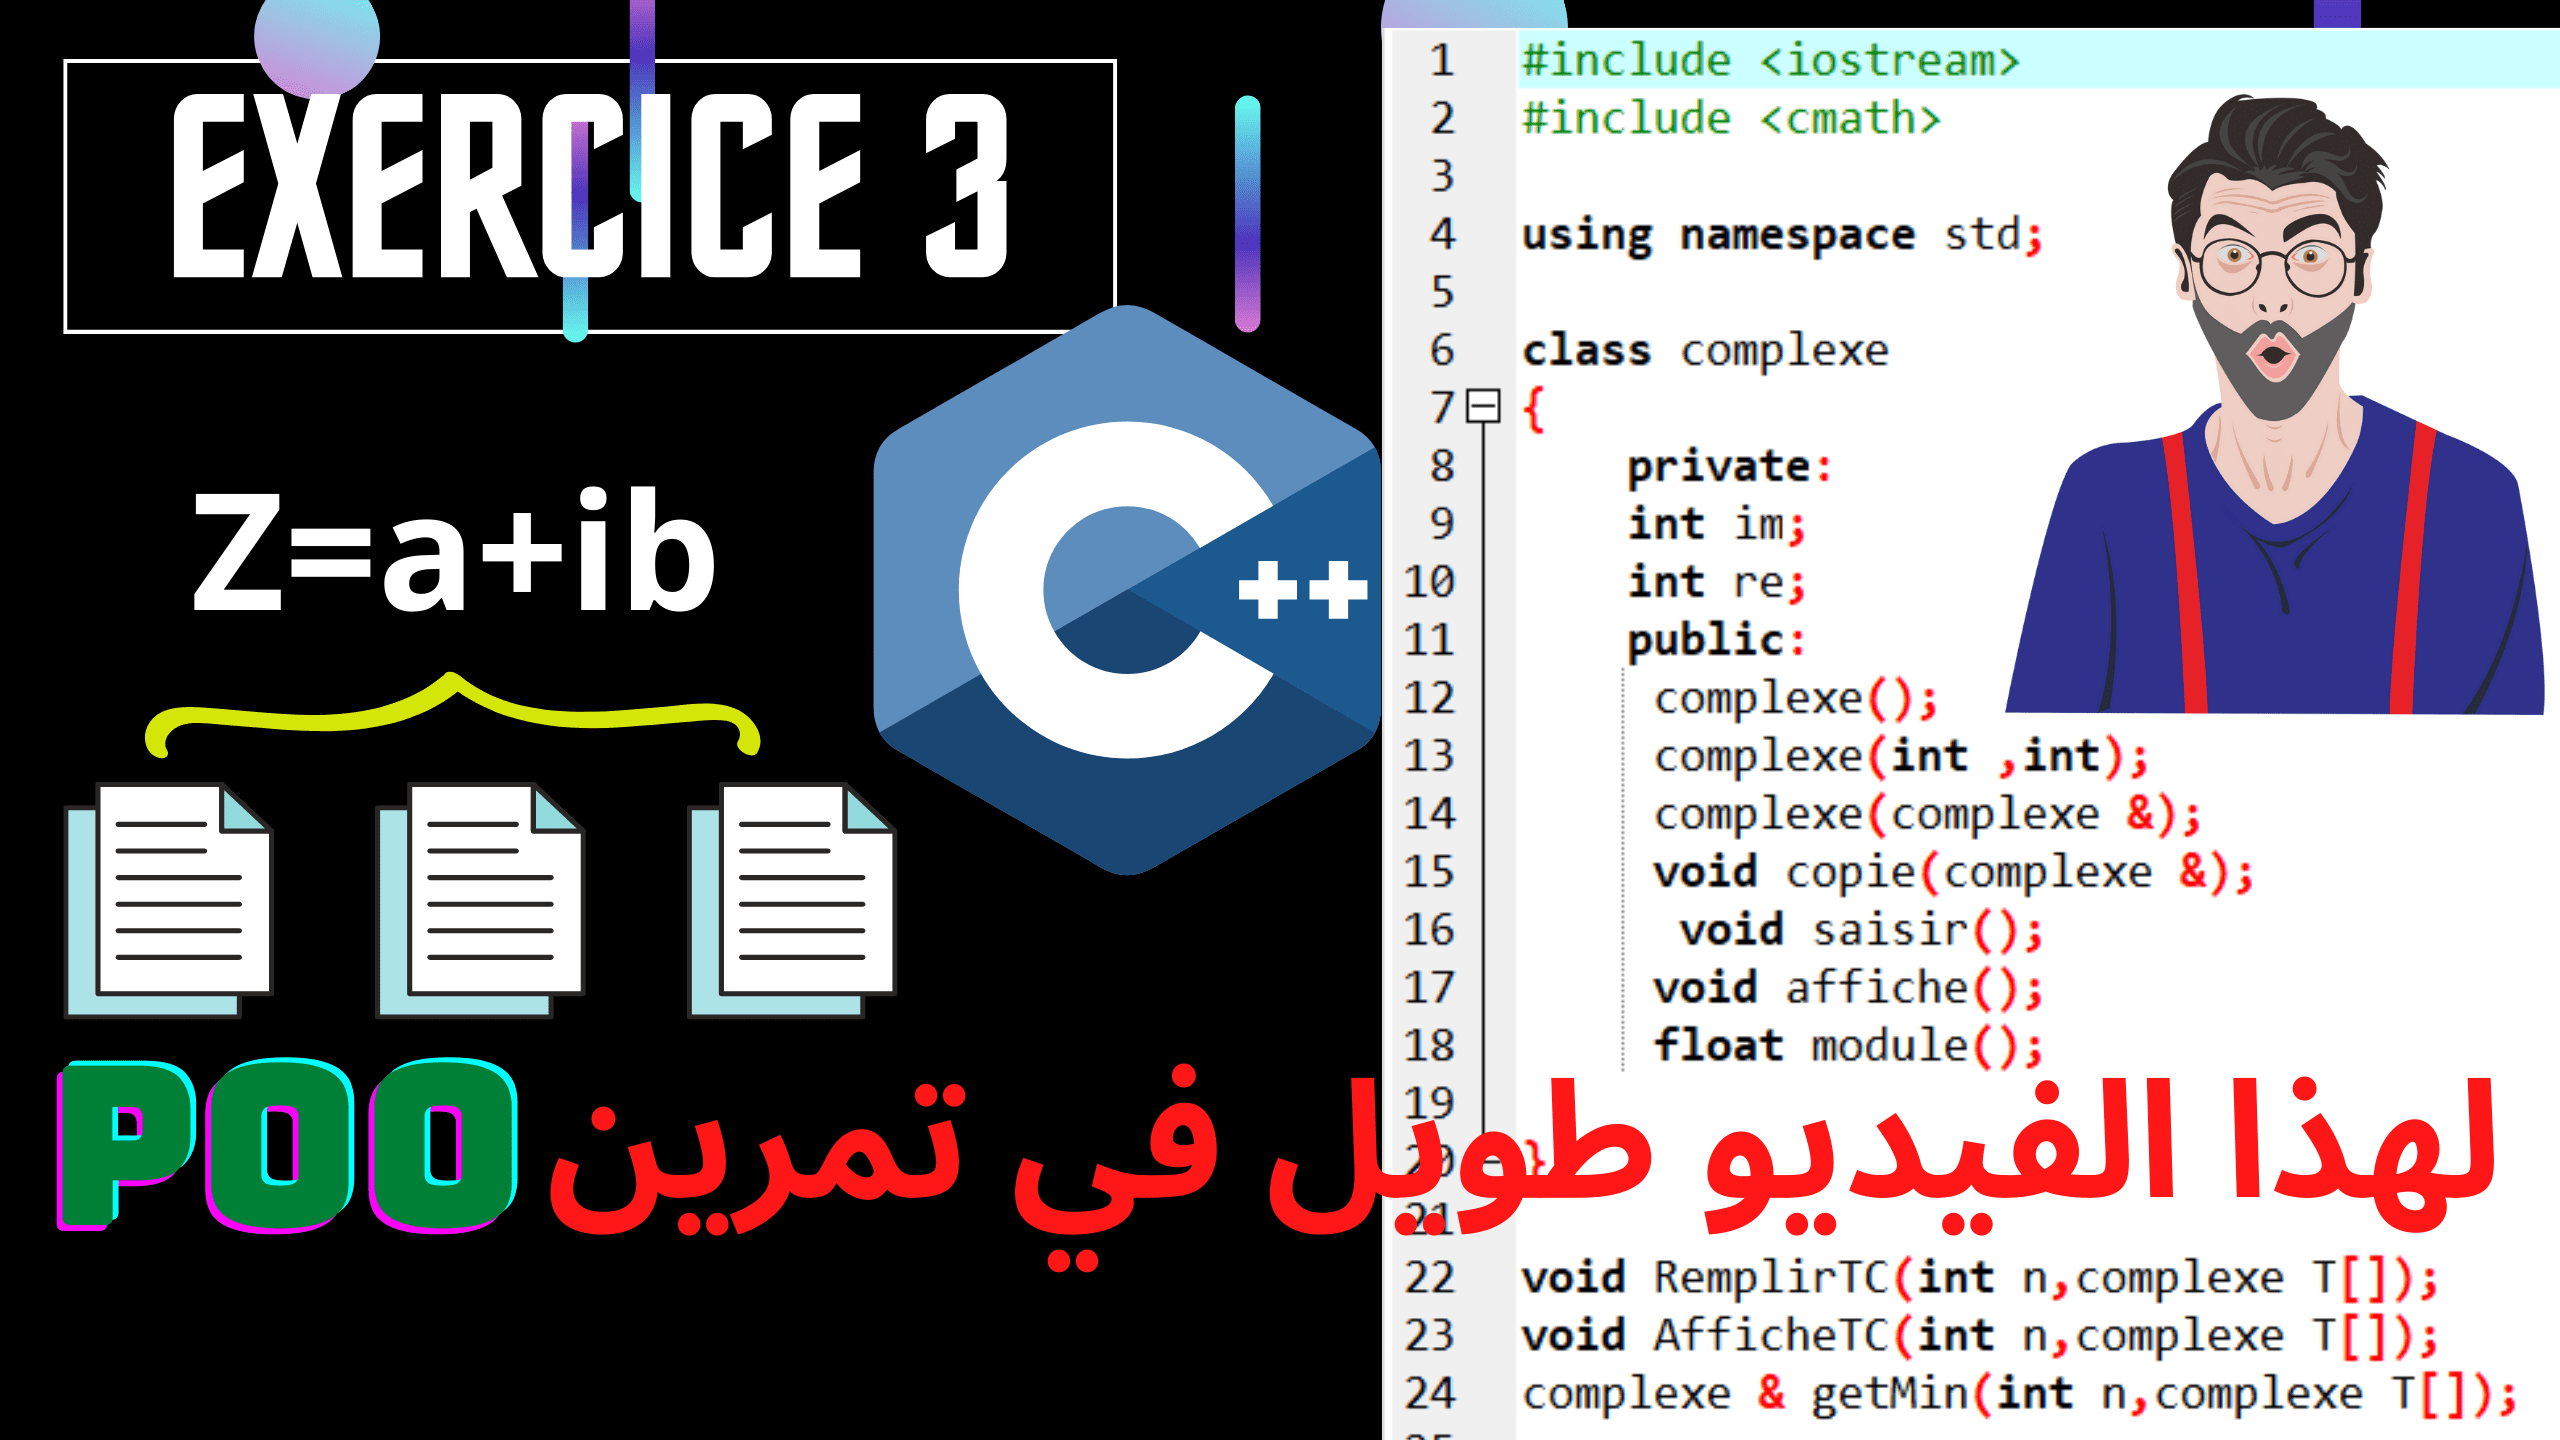 EXERCICE 3
Z=a+ib
C++
لهذا الفيديو طويل في تمرين POO
1 #include <iostream>
2 #include <cmath>
3
4 using namespace std;
5
6 class complexe
7 {
8 private:
9 int im;
10 int re;
11 public:
12 complexe();
13 complexe(int ,int);
14 complexe(complexe &);
15 void copie(complexe &);
16 void saisir();
17 void affiche();
18 float module();
19
20 }
21
22 void RemplirTC(int n,complexe T[]);
23 void AfficheTC(int n,complexe T[]);
24 complexe & getMin(int n,complexe T[]);